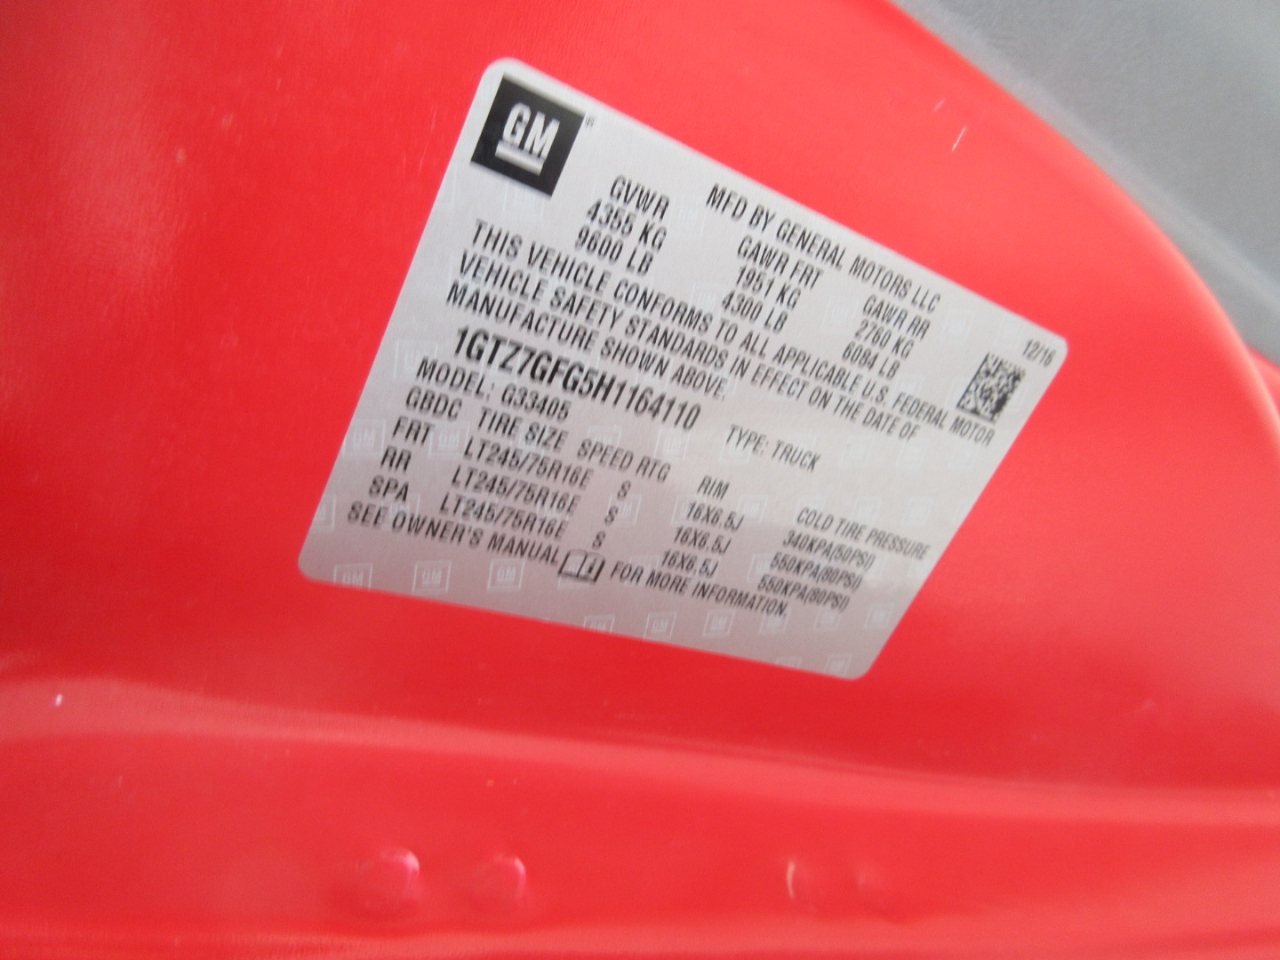 GM
MFD BY GENERAL MOTORS LLC
12/16
GVWR GAWR FRT GAWR RR
4355 KG 1951 KG 2760 KG
9600 LB 4300 LB 6084 LB
THIS VEHICLE CONFORMS TO ALL APPLICABLE U.S. FEDERAL MOTOR
VEHICLE SAFETY STANDARDS IN EFFECT ON THE DATE OF
MANUFACTURE SHOWN ABOVE.
1GTZ7GFG5H1164110 TYPE: TRUCK
MODEL: G33405
GBDC TIRE SIZE SPEED RTG RIM COLD TIRE PRESSURE
FRT LT245/75R16E S 16X6.5J 340KPA(50PSI)
RR LT245/75R16E S 16X6.5J 550KPA(80PSI)
SPA LT245/75R16E S 16X6.5J 550KPA(80PSI)
SEE OWNER'S MANUAL FOR MORE INFORMATION.